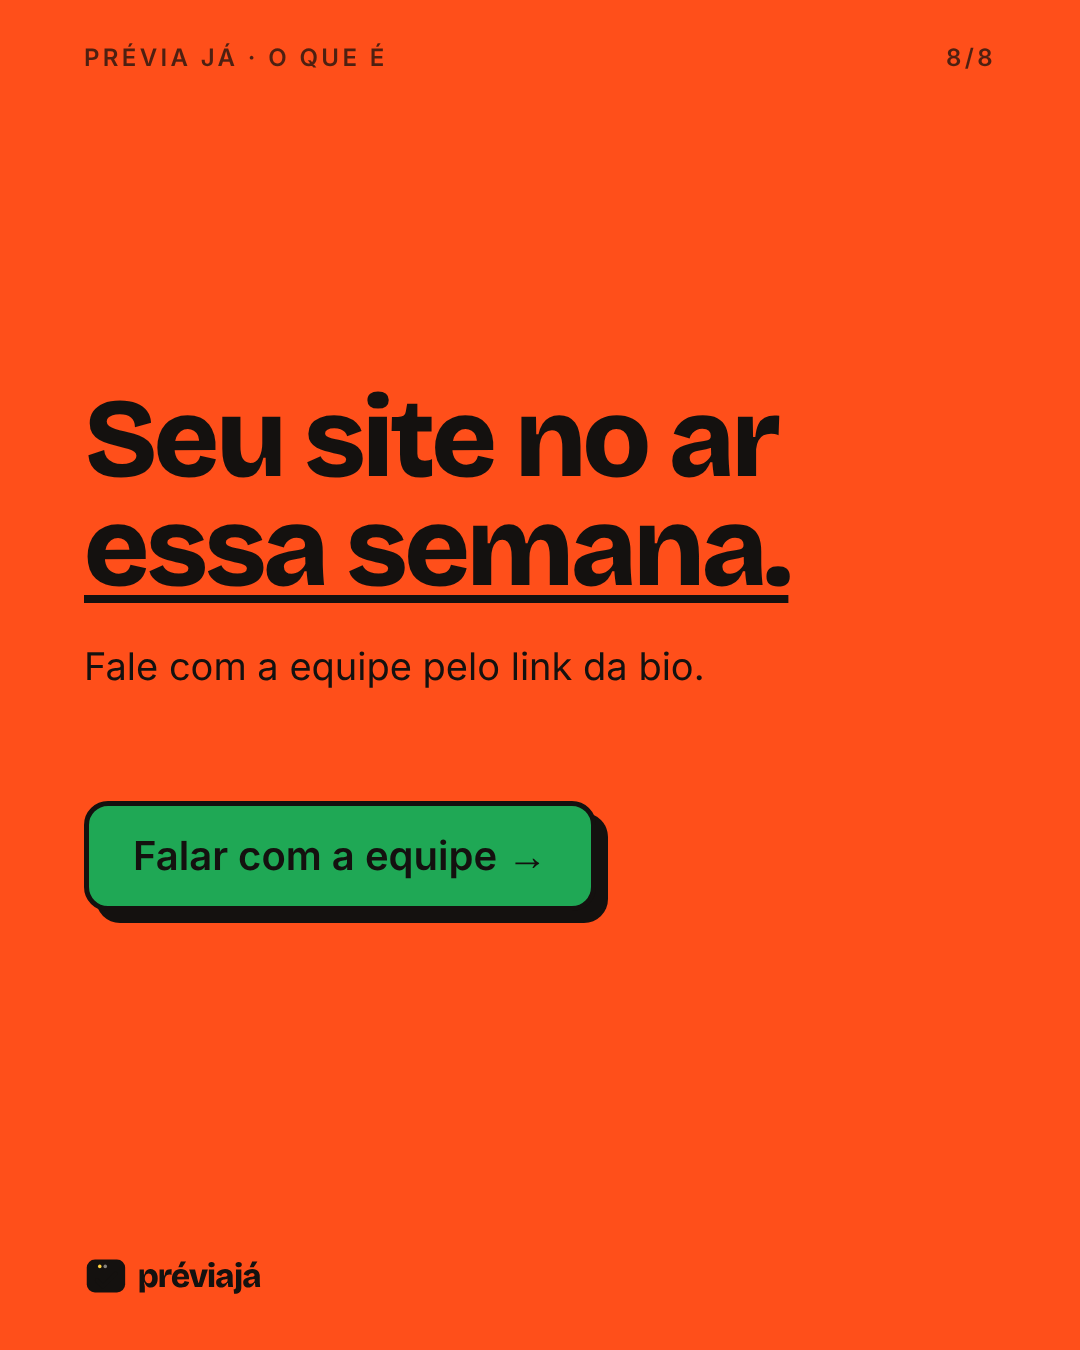 PRÉVIA JÁ · O QUE É
8/8
Seu site no ar
essa semana.
Fale com a equipe pelo link da bio.
Falar com a equipe →
préviajá